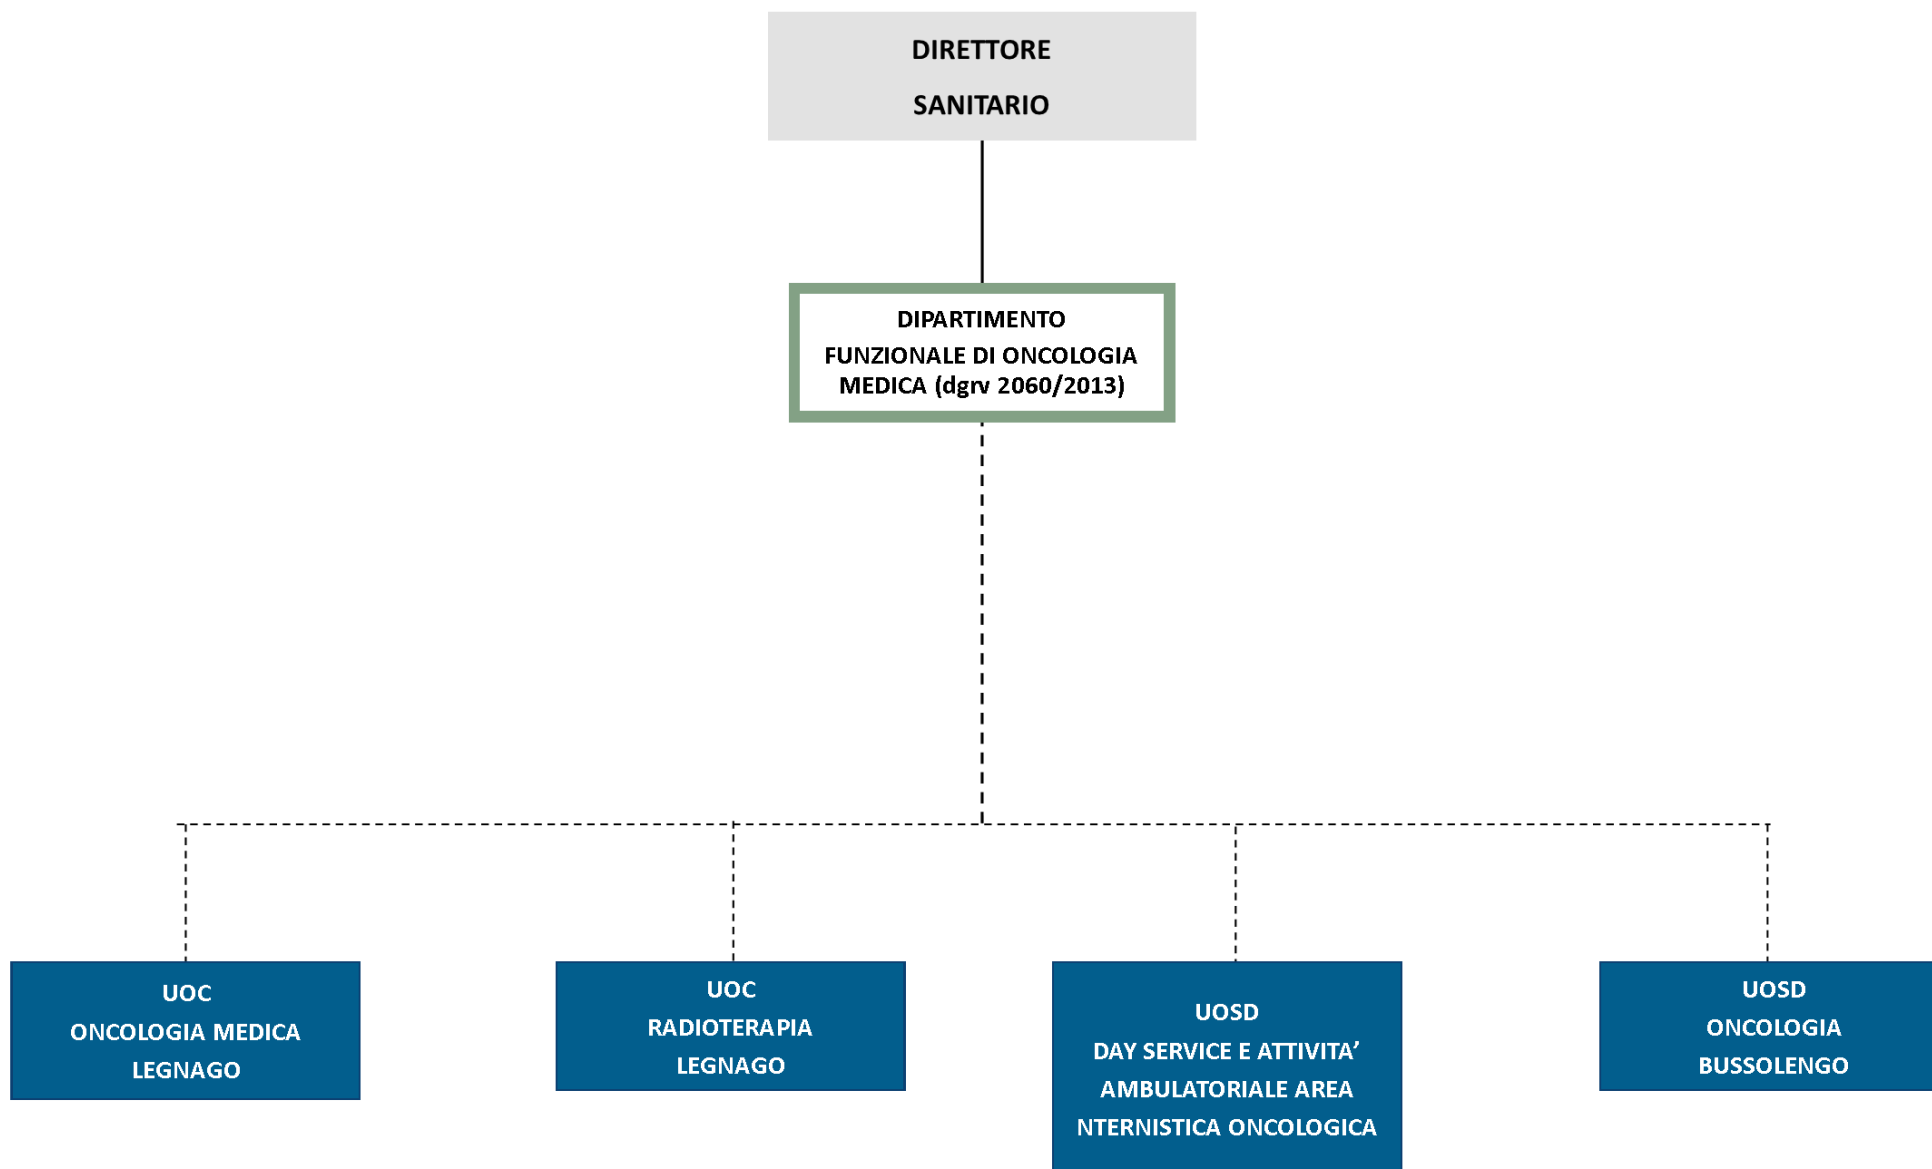 DIRETTORE
SANITARIO
DIPARTIMENTO
FUNZIONALE DI ONCOLOGIA
MEDICA (dgrv 2060/2013)
UOC
ONCOLOGIA MEDICA
LEGNAGO
UOC
RADIOTERAPIA
LEGNAGO
UOSD
DAY SERVICE E ATTIVITA’
AMBULATORIALE AREA
NTERNISTICA ONCOLOGICA
UOSD
ONCOLOGIA
BUSSOLENGO